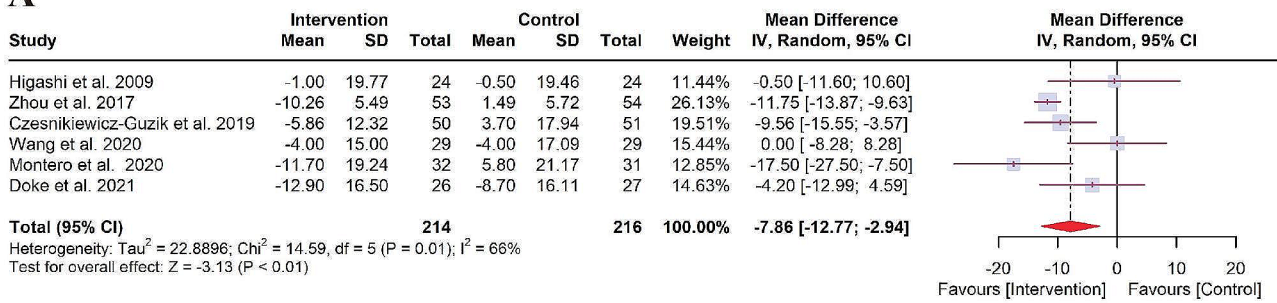 A
Intervention Control Mean Difference Mean Difference
Study Mean SD Total Mean SD Total Weight IV, Random, 95% CI IV, Random, 95% CI
Higashi et al. 2009 -1.00 19.77 24 -0.50 19.46 24 11.44% -0.50 [-11.60; 10.60]
Zhou et al. 2017 -10.26 5.49 53 1.49 5.72 54 26.13% -11.75 [-13.87; -9.63]
Czesnikiewicz-Guzik et al. 2019 -5.86 12.32 50 3.70 17.94 51 19.51% -9.56 [-15.55; -3.57]
Wang et al. 2020 -4.00 15.00 29 -4.00 17.09 29 15.44% 0.00 [-8.28; 8.28]
Montero et al. 2020 -11.70 19.24 32 5.80 21.17 31 12.85% -17.50 [-27.50; -7.50]
Doke et al. 2021 -12.90 16.50 26 -8.70 16.11 27 14.63% -4.20 [-12.99; 4.59]
Total (95% CI) 214 216 100.00% -7.86 [-12.77; -2.94]
Heterogeneity: Tau² = 22.8896; Chi² = 14.59, df = 5 (P = 0.01); I² = 66%
Test for overall effect: Z = -3.13 (P < 0.01)
-20 -10 0 10 20
Favours [Intervention] Favours [Control]